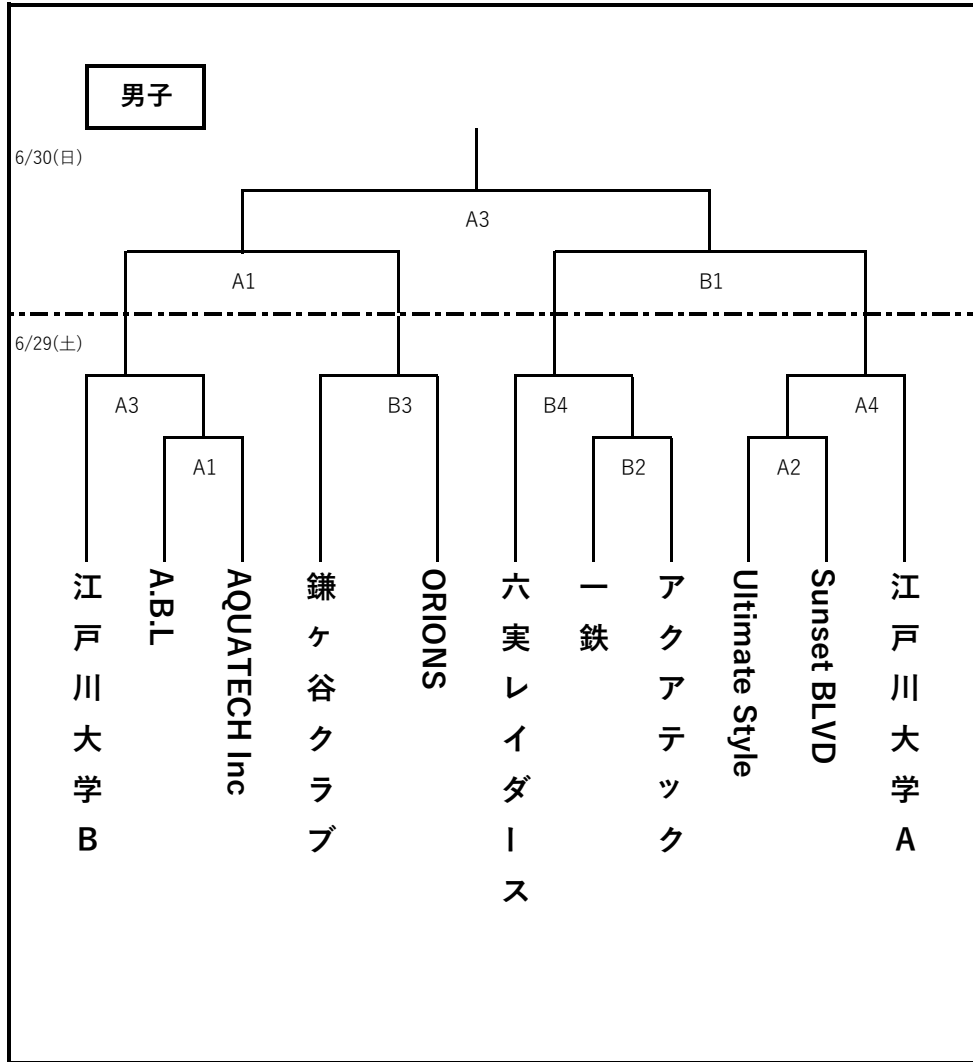 男子
6/30(日)
A3
A1
B1
6/29(土)
A3
B3
B4
A4
A1
B2
A2
江戸川大学B
A.B.L
AQUATECH Inc
鎌ヶ谷クラブ
ORIONS
六実レイダース
一鉄
アクアテック
Ultimate Style
Sunset BLVD
江戸川大学A